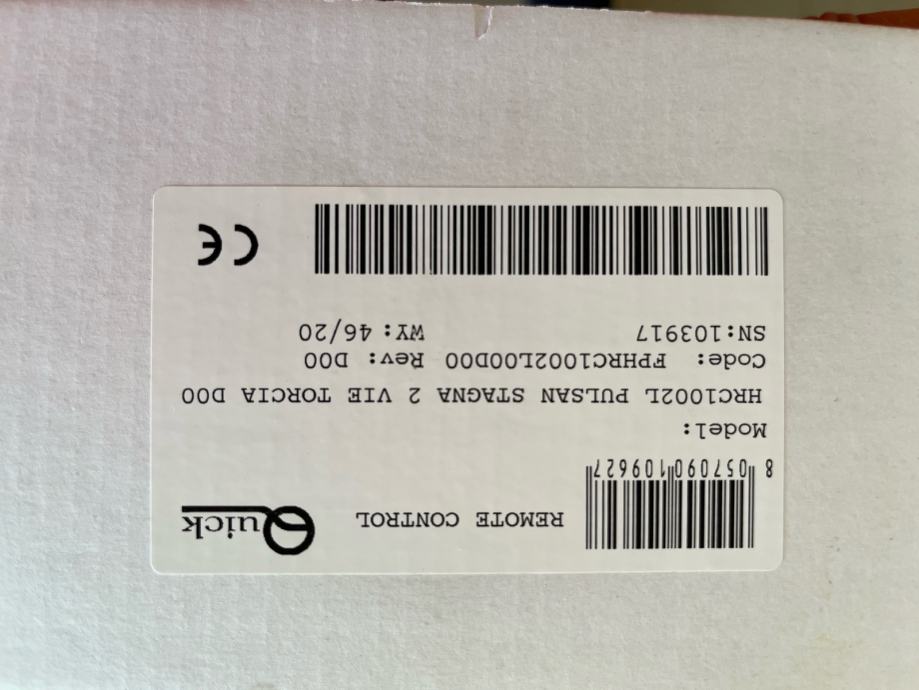 Quick
REMOTE CONTROL
8 057090 109627
Model:
HRC1002L PULSAN STAGNA 2 VIE TORCIA D00
Code: FPHRC1002L00D00 Rev: D00
SN:103917 WY: 46/20
CE